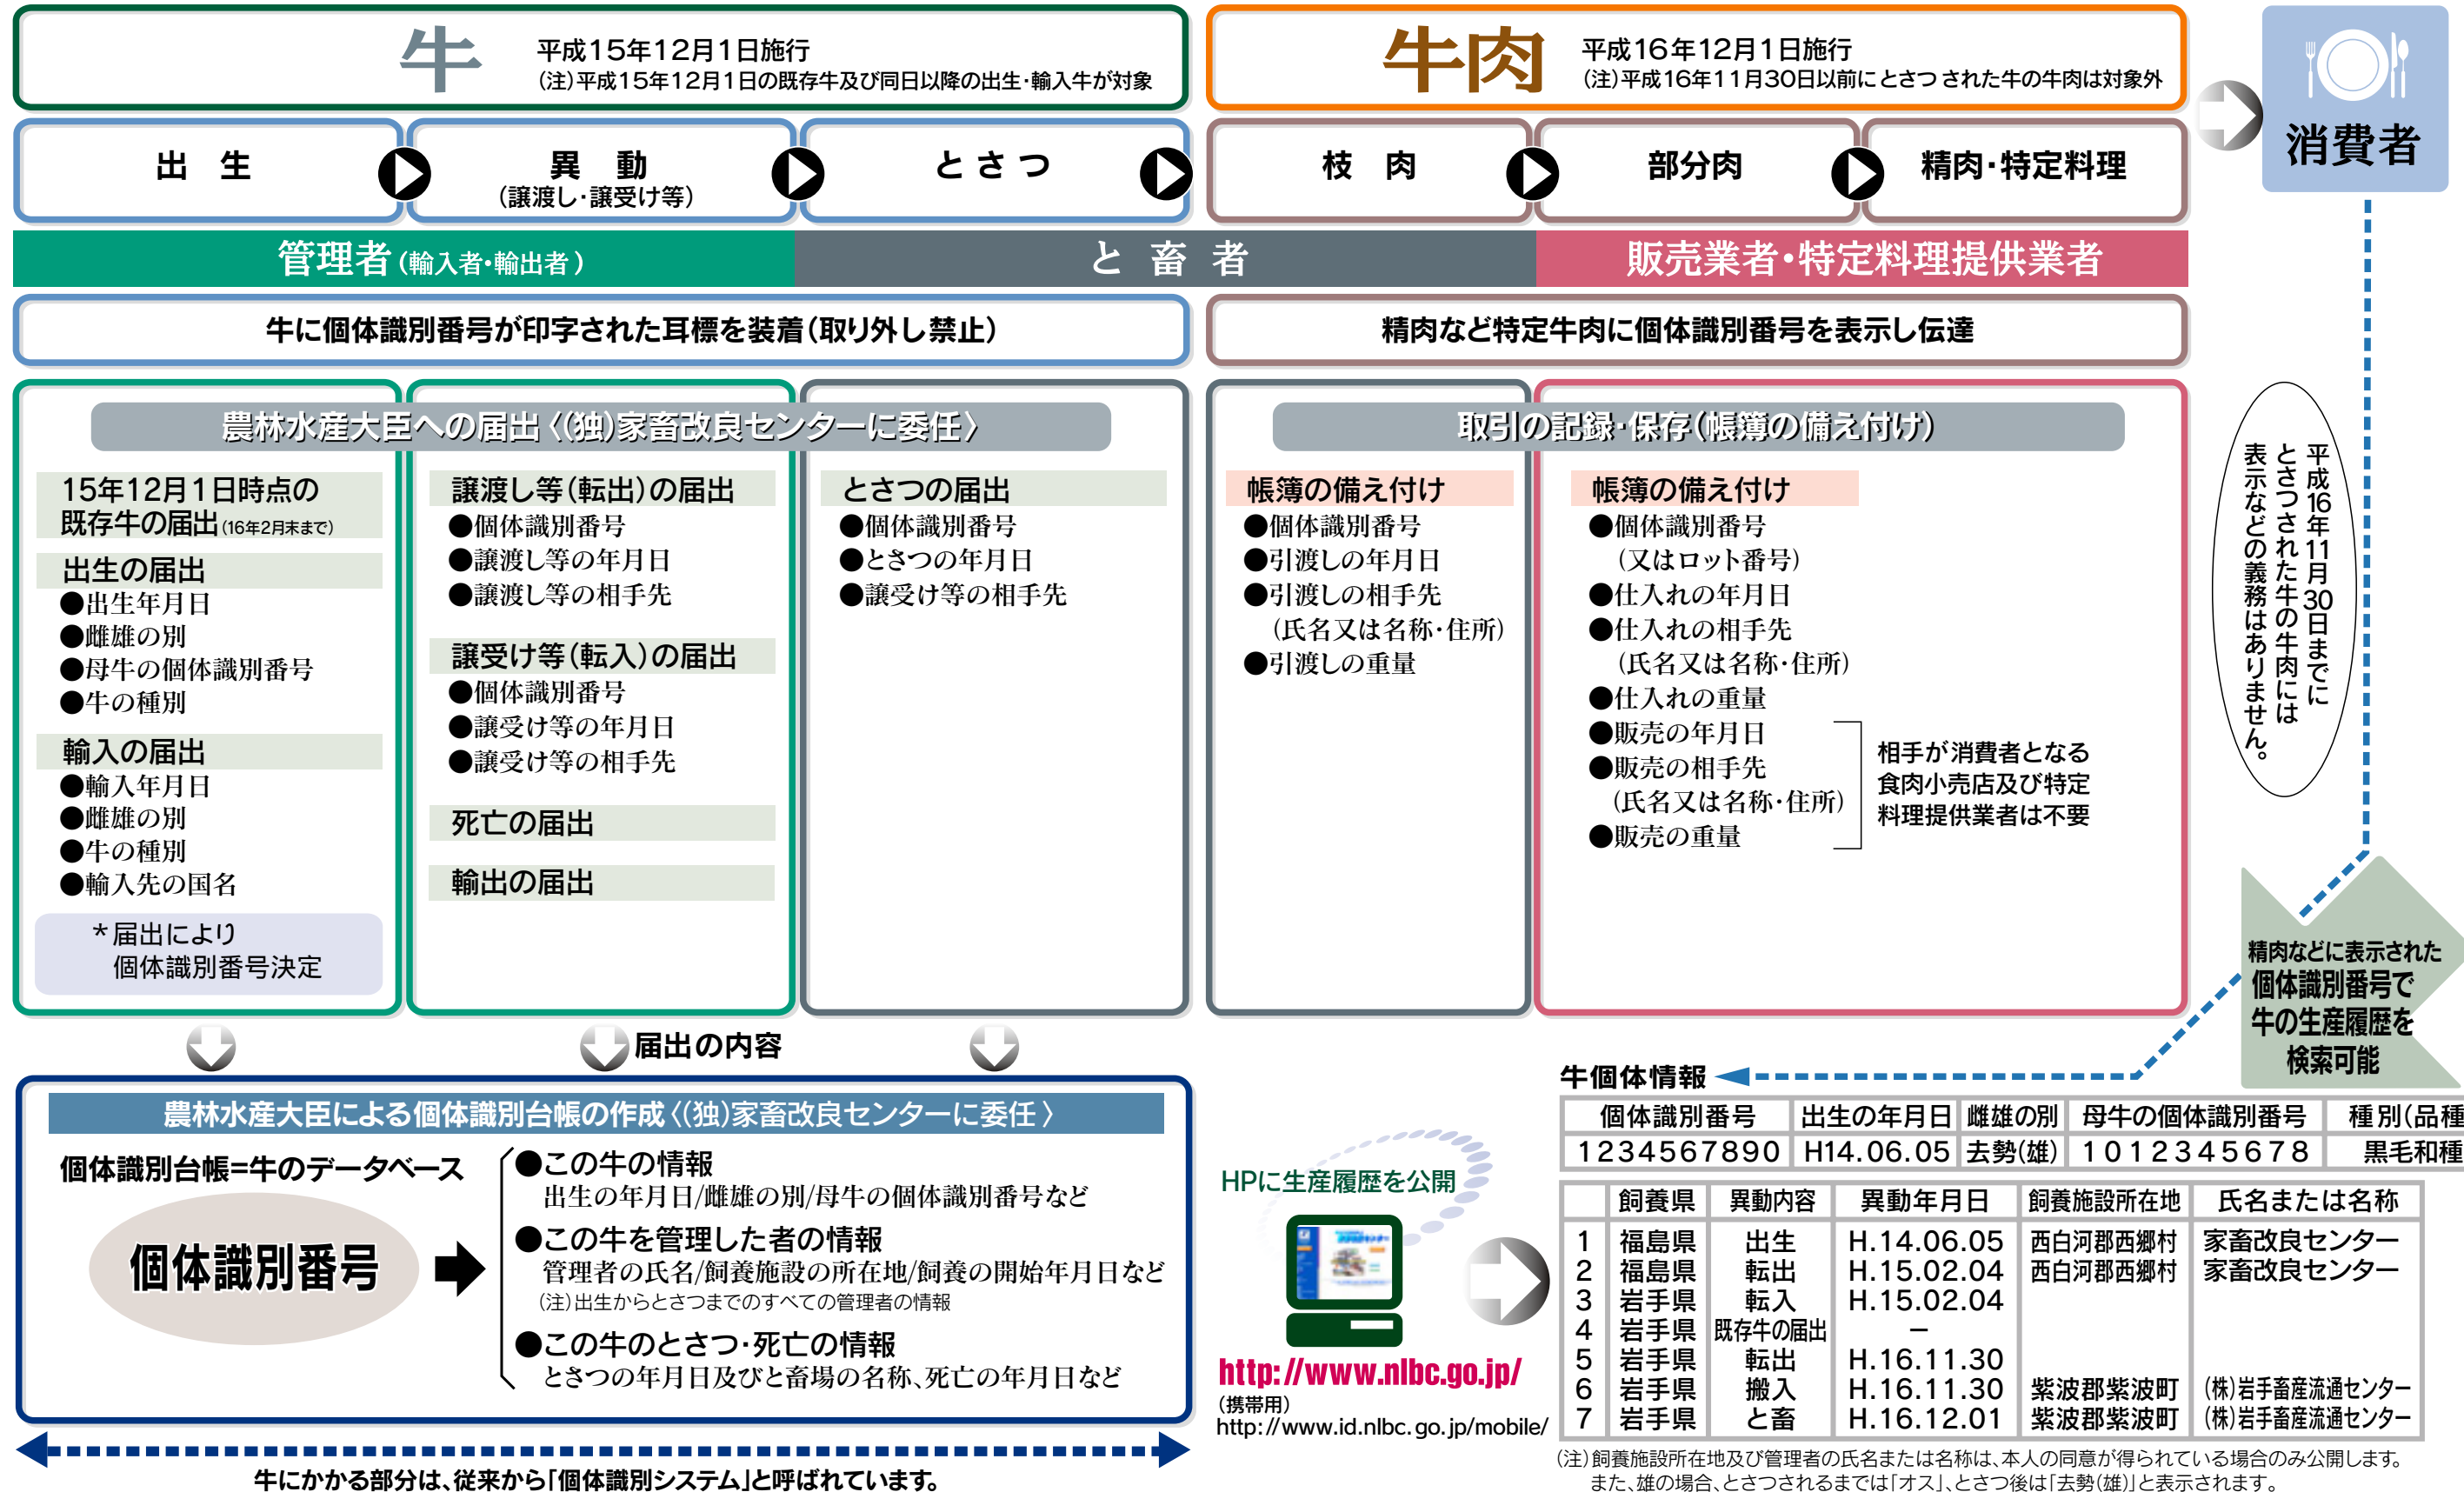 牛
平成15年12月1日施行
(注)平成15年12月1日の既存牛及び同日以降の出生・輸入牛が対象
牛肉
平成16年12月1日施行
(注)平成16年11月30日以前にとさつされた牛の牛肉は対象外
消費者
出 生
異 動
(譲渡し・譲受け等)
とさつ
枝 肉
部分肉
精肉・特定料理
管理者(輸入者・輸出者)
と 畜 者
販売業者・特定料理提供業者
牛に個体識別番号が印字された耳標を装着(取り外し禁止)
精肉など特定牛肉に個体識別番号を表示し伝達
農林水産大臣への届出〈(独)家畜改良センターに委任〉
15年12月1日時点の
既存牛の届出(16年2月末まで)
出生の届出
●出生年月日
●雌雄の別
●母牛の個体識別番号
●牛の種別
輸入の届出
●輸入年月日
●雌雄の別
●牛の種別
●輸入先の国名
*届出により
個体識別番号決定
譲渡し等(転出)の届出
●個体識別番号
●譲渡し等の年月日
●譲渡し等の相手先
譲受け等(転入)の届出
●個体識別番号
●譲受け等の年月日
●譲受け等の相手先
死亡の届出
輸出の届出
とさつの届出
●個体識別番号
●とさつの年月日
●譲受け等の相手先
取引の記録・保存(帳簿の備え付け)
帳簿の備え付け
●個体識別番号
●引渡しの年月日
●引渡しの相手先
(氏名又は名称・住所)
●引渡しの重量
帳簿の備え付け
●個体識別番号
(又はロット番号)
●仕入れの年月日
●仕入れの相手先
(氏名又は名称・住所)
●仕入れの重量
●販売の年月日
●販売の相手先
(氏名又は名称・住所)
●販売の重量
相手が消費者となる
食肉小売店及び特定
料理提供業者は不要
平成16年11月30日までに
とさつされた牛の牛肉には
表示などの義務はありません。
精肉などに表示された
個体識別番号で
牛の生産履歴を
検索可能
届出の内容
農林水産大臣による個体識別台帳の作成〈(独)家畜改良センターに委任〉
個体識別台帳=牛のデータベース
個体識別番号
●この牛の情報
出生の年月日/雌雄の別/母牛の個体識別番号など
●この牛を管理した者の情報
管理者の氏名/飼養施設の所在地/飼養の開始年月日など
(注)出生からとさつまでのすべての管理者の情報
●この牛のとさつ・死亡の情報
とさつの年月日及びと畜場の名称、死亡の年月日など
牛にかかる部分は、従来から「個体識別システム」と呼ばれています。
HPに生産履歴を公開
http://www.nlbc.go.jp/
(携帯用)
http://www.id.nlbc.go.jp/mobile/
牛個体情報
個体識別番号 出生の年月日 雌雄の別 母牛の個体識別番号 種別(品種
1234567890 H14.06.05 去勢(雄) 1012345678 黒毛和種
飼養県 異動内容 異動年月日 飼養施設所在地 氏名または名称
1 福島県 出生 H.14.06.05 西白河郡西郷村 家畜改良センター
2 福島県 転出 H.15.02.04 西白河郡西郷村 家畜改良センター
3 岩手県 転入 H.15.02.04
4 岩手県 既存牛の届出 −
5 岩手県 転出 H.16.11.30
6 岩手県 搬入 H.16.11.30 紫波郡紫波町 (株)岩手畜産流通センター
7 岩手県 と畜 H.16.12.01 紫波郡紫波町 (株)岩手畜産流通センター
(注)飼養施設所在地及び管理者の氏名または名称は、本人の同意が得られている場合のみ公開します。
また、雄の場合、とさつされるまでは「オス」、とさつ後は「去勢(雄)」と表示されます。